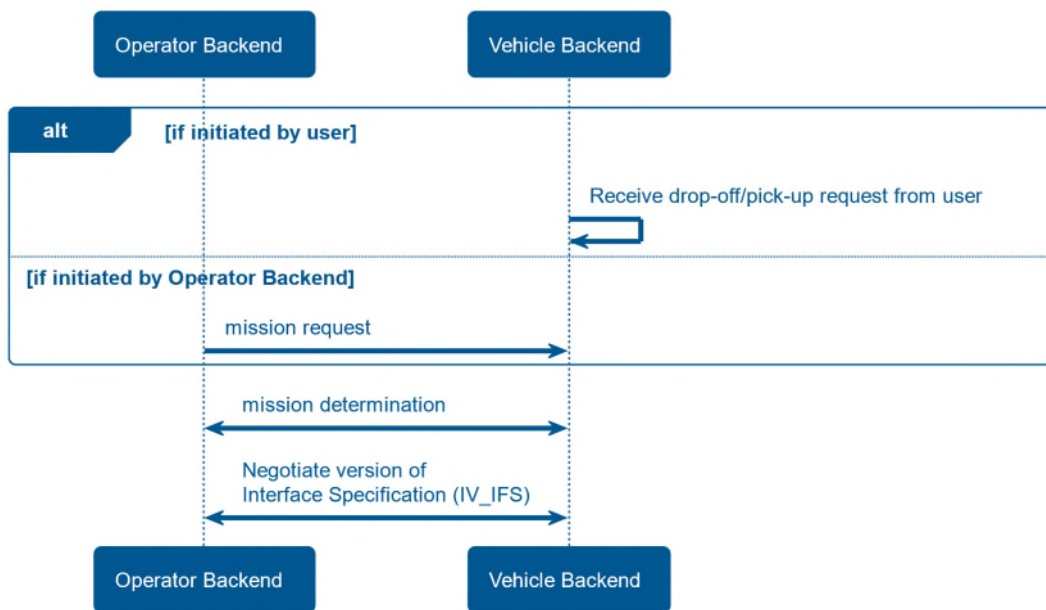 Operator Backend
Vehicle Backend
alt
[if initiated by user]
Receive drop-off/pick-up request from user
[if initiated by Operator Backend]
mission request
mission determination
Negotiate version of
Interface Specification (IV_IFS)
Operator Backend
Vehicle Backend